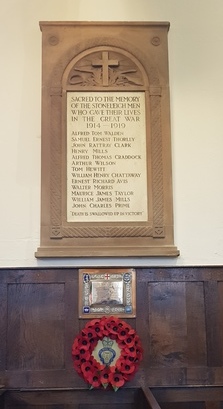 SACRED TO THE MEMORY
OF THE STONELEIGH MEN
WHO GAVE THEIR LIVES
IN THE GREAT WAR
1914 – 1919
ALFRED TOM WALDEN
SAMUEL ERNEST THORLEY
JOHN RATTRAY CLARK
HENRY MILLS
ALFRED THOMAS CRADDOCK
ARTHUR WILSON
TOM HEWITT
WILLIAM HENRY CHATTAWAY
ERNEST RICHARD AVIS
WALTER MORRIS
MAURICE JAMES TAYLOR
WILLIAM JAMES MILLS
JOHN CHARLES PRIME
DEATH IS SWALLOWED UP IN VICTORY